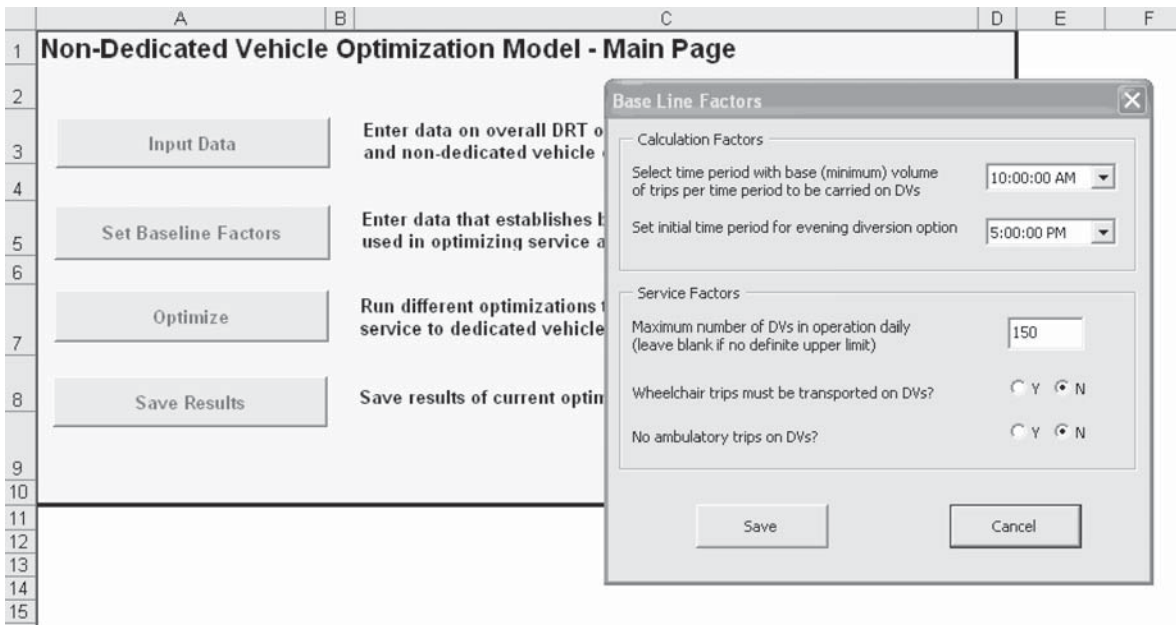 A B C D E F
1 Non-Dedicated Vehicle Optimization Model - Main Page
2
Base Line Factors
Calculation Factors
3 Input Data
Enter data on overall DRT o
and non-dedicated vehicle
Select time period with base (minimum) volume
of trips per time period to be carried on DVs
10:00:00 AM
4
Set initial time period for evening diversion option
5:00:00 PM
5 Set Baseline Factors
Enter data that establishes b
used in optimizing service a
6
Service Factors
7 Optimize
Run different optimizations t
service to dedicated vehicle
Maximum number of DVs in operation daily
(leave blank if no definite upper limit)
150
8 Save Results
Save results of current optim
Wheelchair trips must be transported on DVs?
Y N
No ambulatory trips on DVs?
Y N
9
10
11
12
13
14
15
Save
Cancel